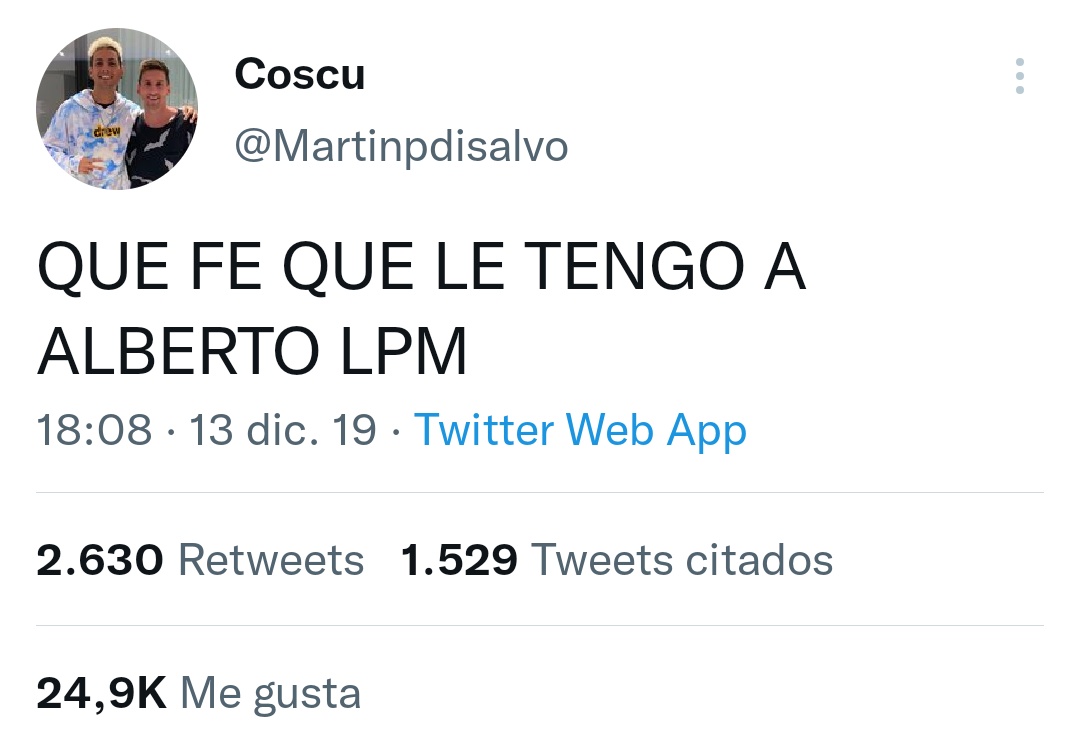 Coscu
@Martinpdisalvo
drew
QUE FE QUE LE TENGO A
ALBERTO LPM
18:08 · 13 dic. 19 · Twitter Web App
2.630 Retweets 1.529 Tweets citados
24,9K Me gusta